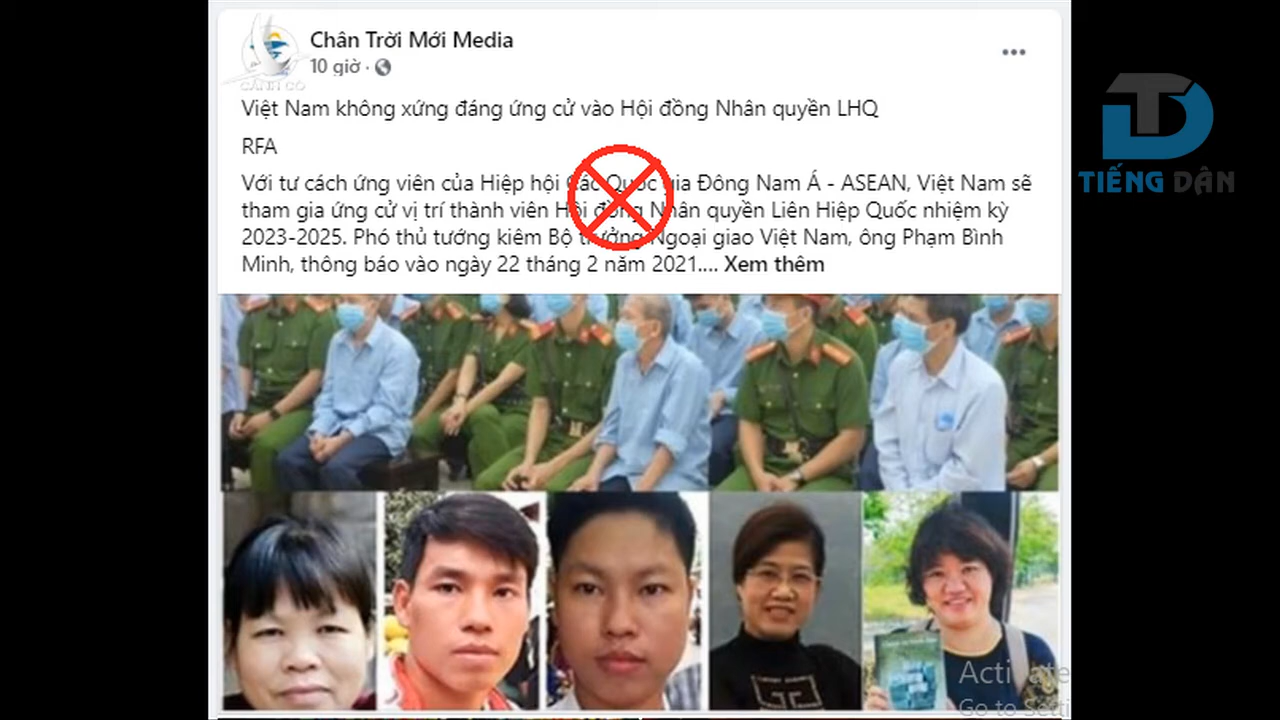 Chân Trời Mới Media
10 giờ ·
CÁNH CÒ
Việt Nam không xứng đáng ứng cử vào Hội đồng Nhân quyền LHQ
RFA
Với tư cách ứng viên của Hiệp hội Các Quốc gia Đông Nam Á - ASEAN, Việt Nam sẽ
tham gia ứng cử vị trí thành viên Hội đồng Nhân quyền Liên Hiệp Quốc nhiệm kỳ
2023-2025. Phó thủ tướng kiêm Bộ trưởng Ngoại giao Việt Nam, ông Phạm Bình
Minh, thông báo vào ngày 22 tháng 2 năm 2021.... Xem thêm
TIẾNG DÂN
Activate
Go to Setti